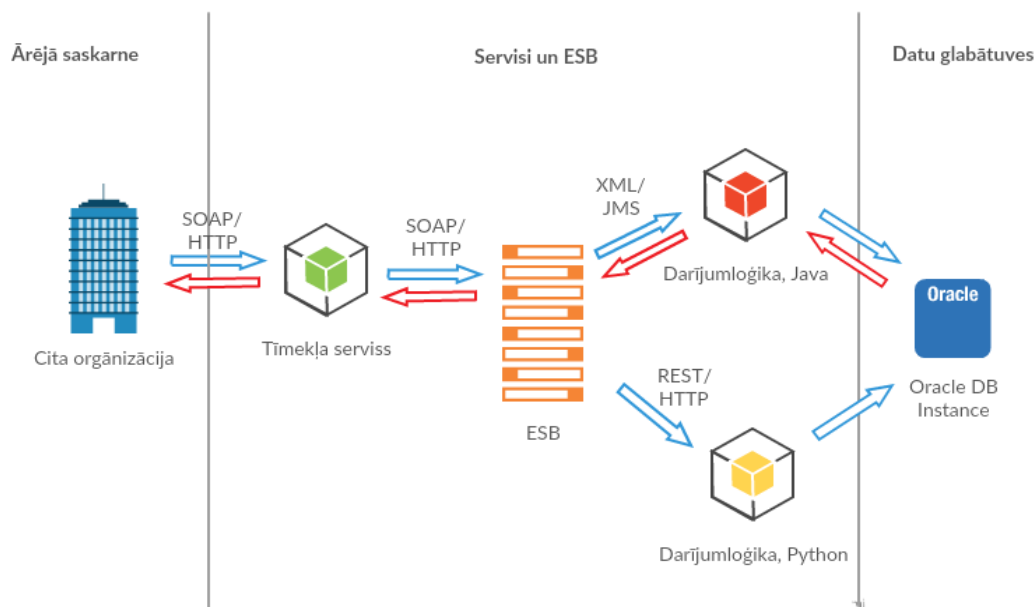 Ārējā saskarne
Servisi un ESB
Datu glabātuves
SOAP/
HTTP
Cita orgānizācija
Tīmekļa serviss
SOAP/
HTTP
ESB
XML/
JMS
Darījumloģika, Java
REST/
HTTP
Darījumloģika, Python
Oracle
Oracle DB
Instance